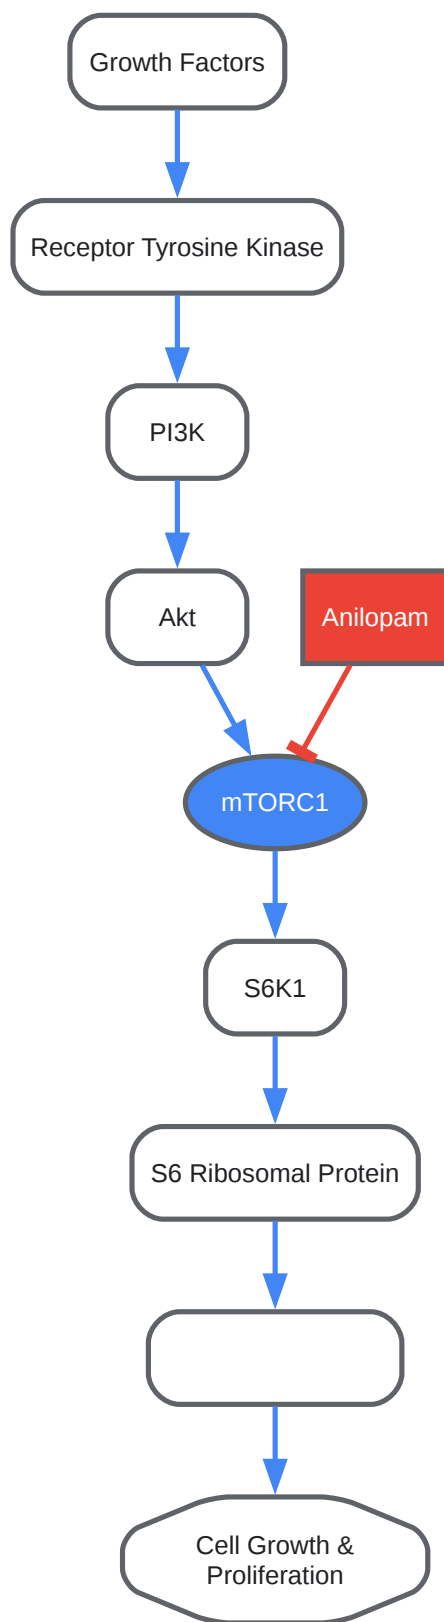 Growth Factors
Receptor Tyrosine Kinase
PI3K
Akt
Anilopam
mTORC1
S6K1
S6 Ribosomal Protein
Cell Growth &
Proliferation